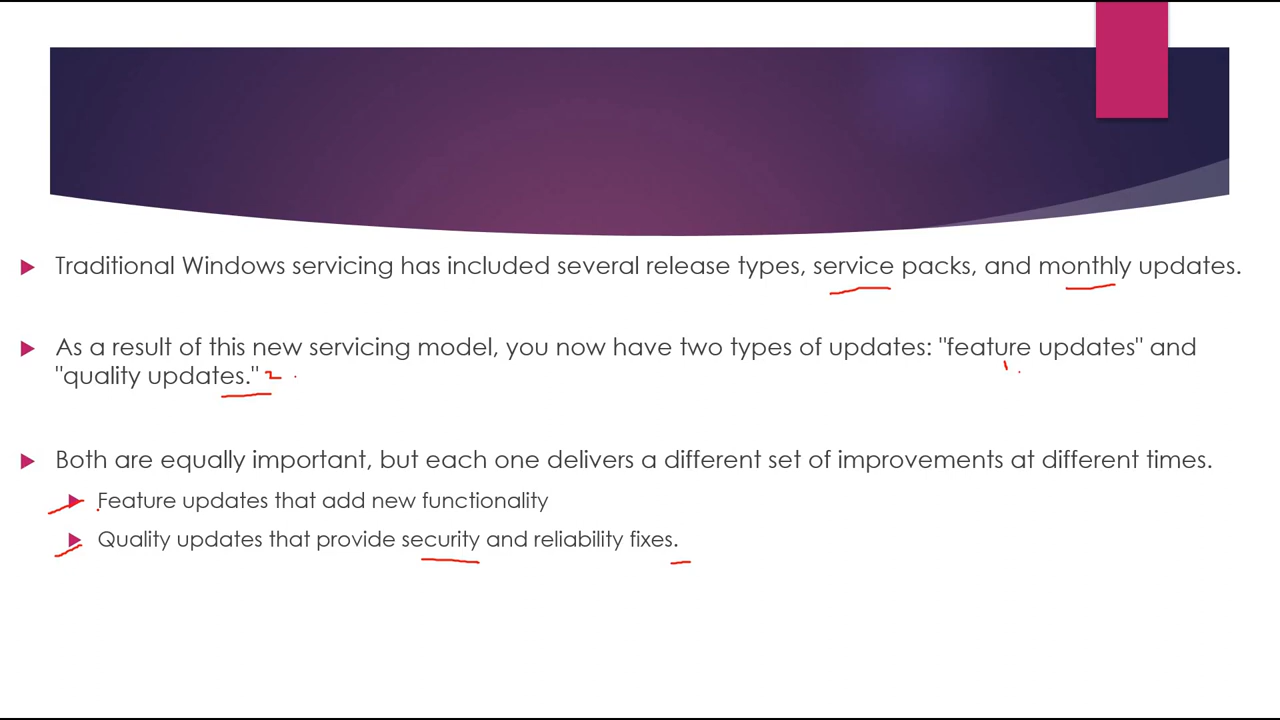 Traditional Windows servicing has included several release types, service packs, and monthly updates.
As a result of this new servicing model, you now have two types of updates: "feature updates" and
"quality updates." 2
1
Both are equally important, but each one delivers a different set of improvements at different times.
Feature updates that add new functionality
Quality updates that provide security and reliability fixes.